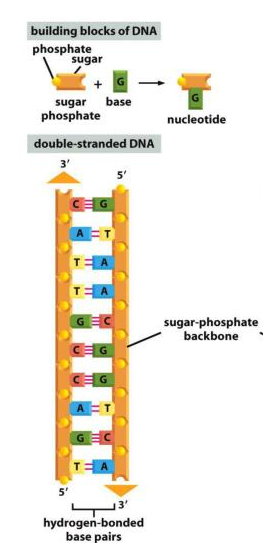 building blocks of DNA
phosphate
sugar
+ G
sugar
phosphate
base
G
nucleotide
double-stranded DNA
3′
5′
C G
A T
T A
T A
G C
C G
C G
A T
G C
T A
sugar-phosphate
backbone
5′
3′
hydrogen-bonded
base pairs